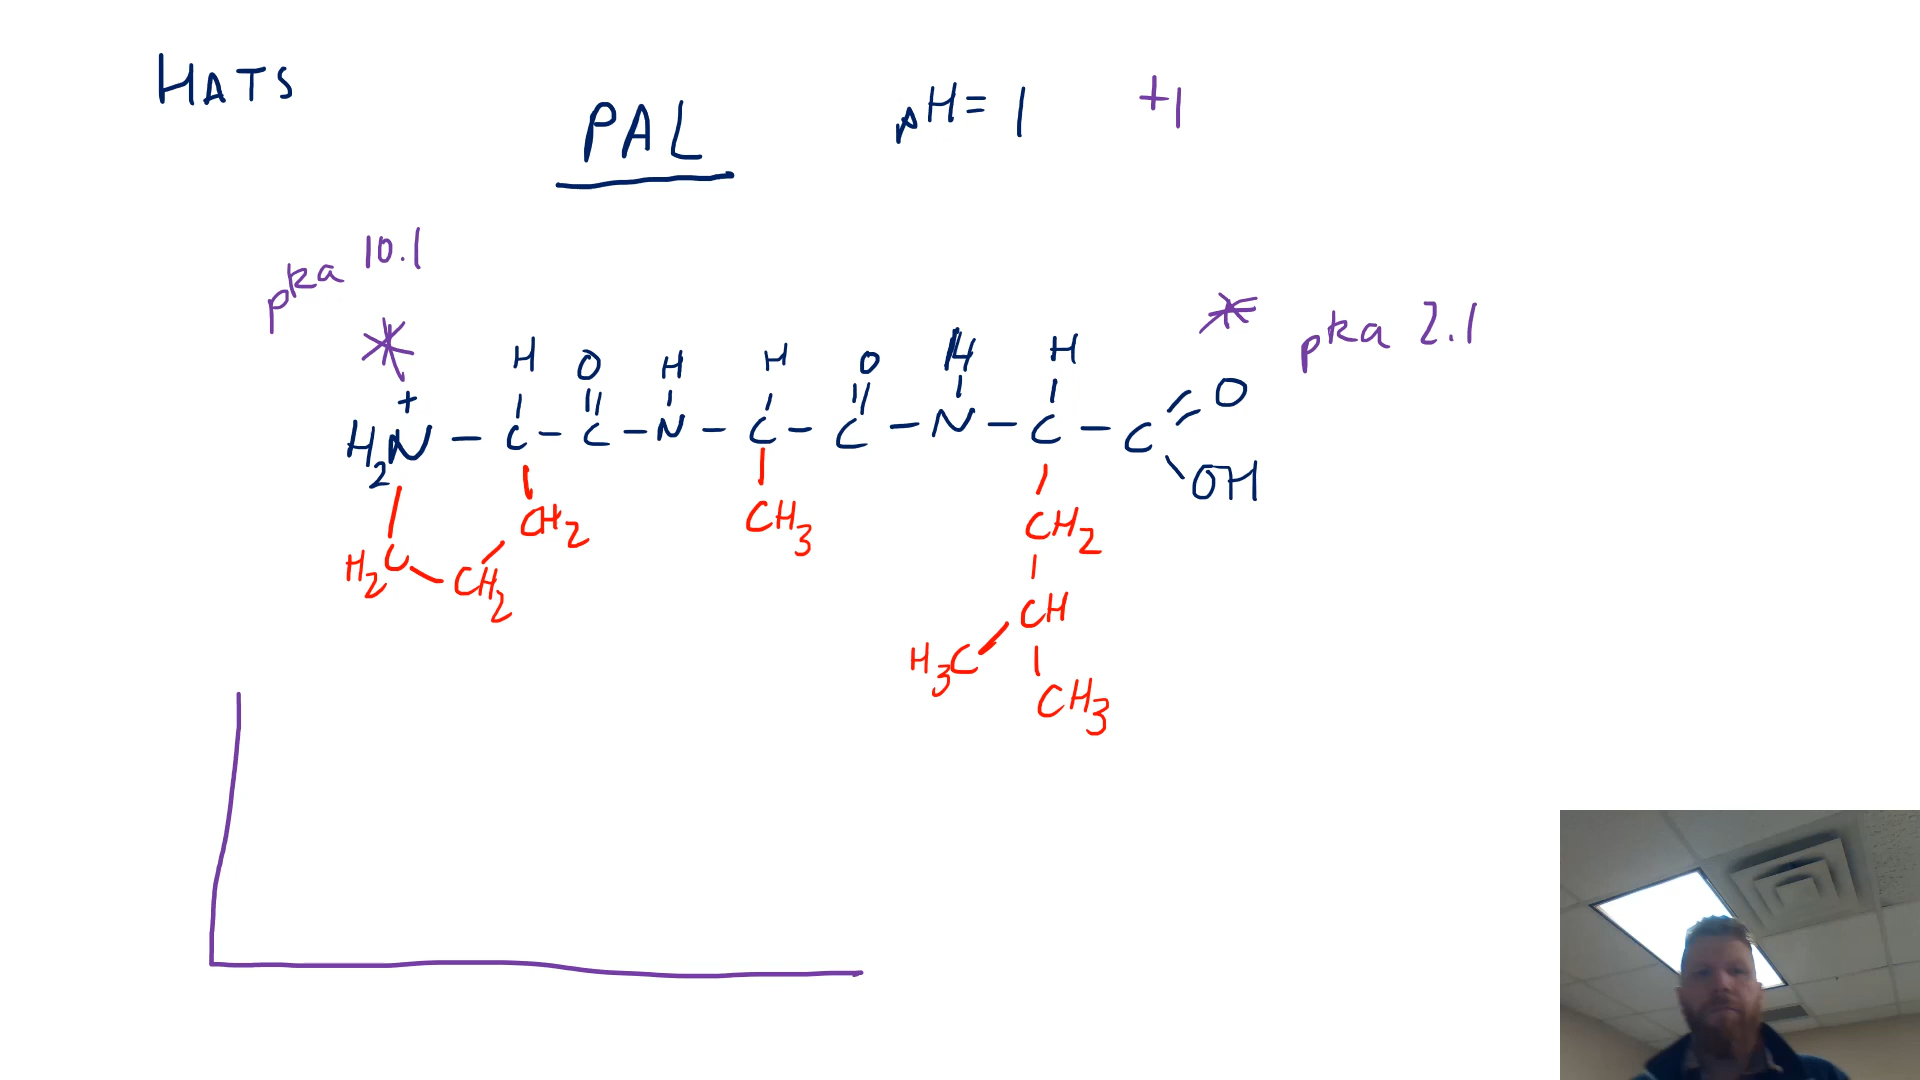 HATS
PAL
pH = 1
+1
pka 10.1
pka 2.1
H O H H O H H
+
H2N - C - C - N - C - C - N - C - C = O
OH
CH2 CH3 CH2
H2C CH2
CH
H3C
CH3